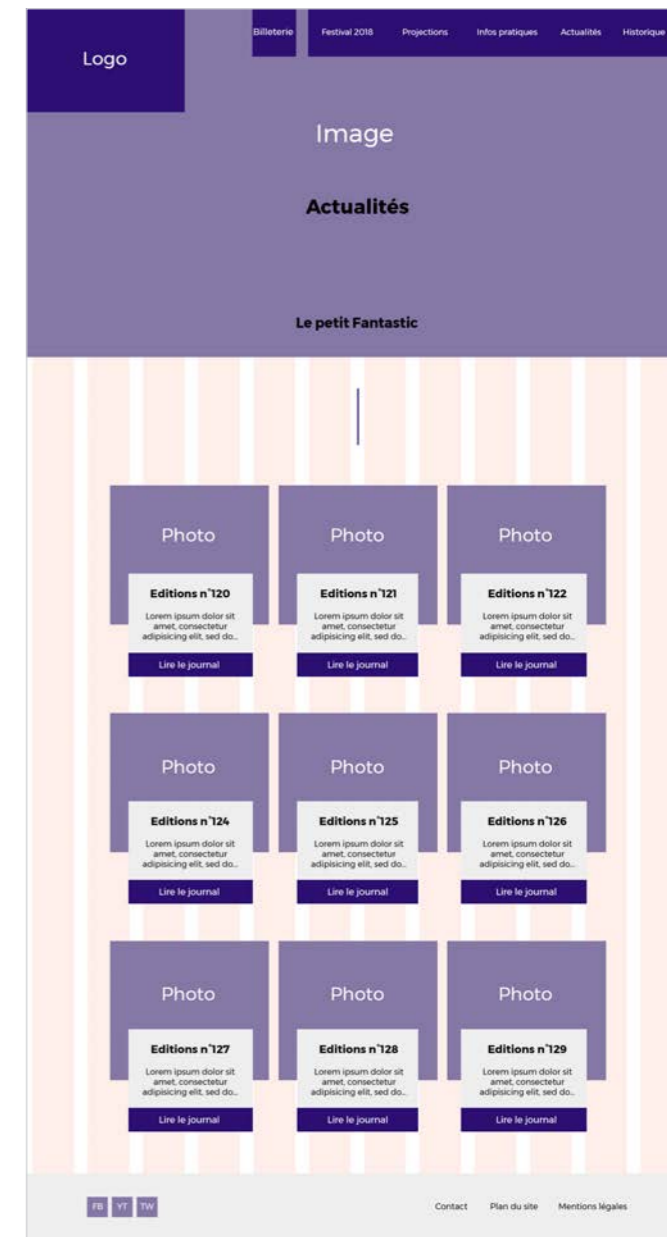 Logo
Billeterie Festival 2018 Projections Infos pratiques Actualités Historique
Image
Actualités
Le petit Fantastic
Photo Photo Photo
Editions n°120 Editions n°121 Editions n°122
Lorem ipsum dolor sit Lorem ipsum dolor sit Lorem ipsum dolor sit
amet, consectetur amet, consectetur amet, consectetur
adipisicing elit, sed do... adipisicing elit, sed do... adipisicing elit, sed do...
Lire le journal Lire le journal Lire le journal
Photo Photo Photo
Editions n°124 Editions n°125 Editions n°126
Lorem ipsum dolor sit Lorem ipsum dolor sit Lorem ipsum dolor sit
amet, consectetur amet, consectetur amet, consectetur
adipisicing elit, sed do... adipisicing elit, sed do... adipisicing elit, sed do...
Lire le journal Lire le journal Lire le journal
Photo Photo Photo
Editions n°127 Editions n°128 Editions n°129
Lorem ipsum dolor sit Lorem ipsum dolor sit Lorem ipsum dolor sit
amet, consectetur amet, consectetur amet, consectetur
adipisicing elit, sed do... adipisicing elit, sed do... adipisicing elit, sed do...
Lire le journal Lire le journal Lire le journal
FB YT TW Contact Plan du site Mentions légales